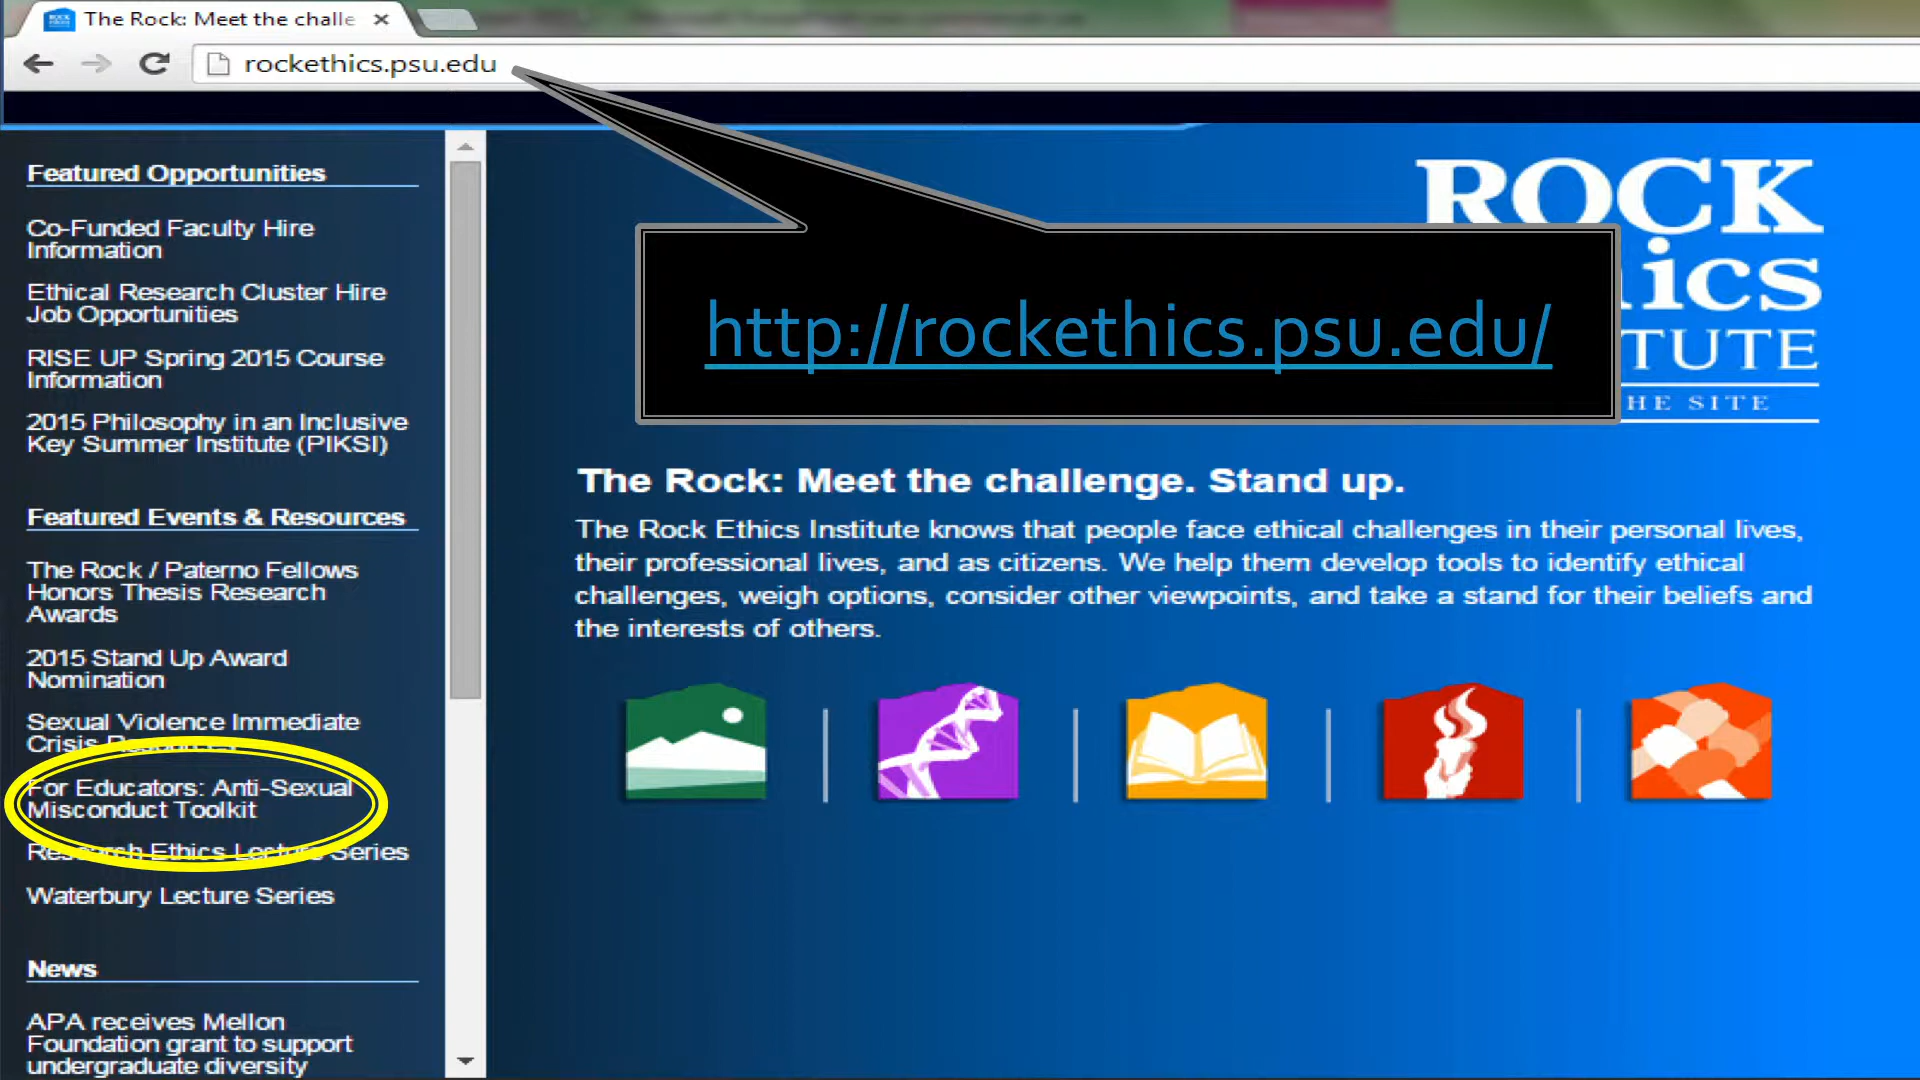 The Rock: Meet the challe
rockethics.psu.edu
Featured Opportunities
Co-Funded Faculty Hire
Information
Ethical Research Cluster Hire
Job Opportunities
RISE UP Spring 2015 Course
Information
2015 Philosophy in an Inclusive
Key Summer Institute (PIKSI)
Featured Events & Resources
The Rock / Paterno Fellows
Honors Thesis Research
Awards
2015 Stand Up Award
Nomination
Sexual Violence Immediate
Crisis Resources
For Educators: Anti-Sexual
Misconduct Toolkit
Research Ethics Lecture Series
Waterbury Lecture Series
News
APA receives Mellon
Foundation grant to support
undergraduate diversity
http://rockethics.psu.edu/
ROCK
ics
TUTE
HE SITE
The Rock: Meet the challenge. Stand up.
The Rock Ethics Institute knows that people face ethical challenges in their personal lives,
their professional lives, and as citizens. We help them develop tools to identify ethical
challenges, weigh options, consider other viewpoints, and take a stand for their beliefs and
the interests of others.